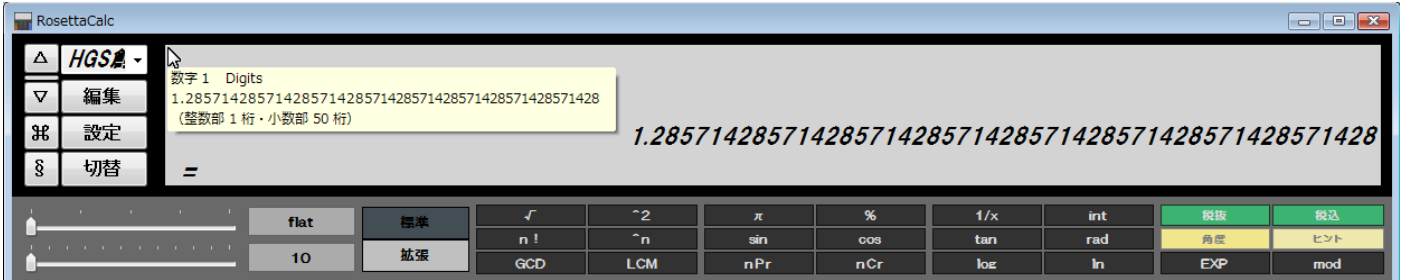 RosettaCalc
△ HGS創
数字 1 Digits
1.28571428571428571428571428571428571428571428571428
（整数部 1 桁・小数部 50 桁）
▽ 編集
⌘ 設定
1.28571428571428571428571428571428571428571428571428
§ 切替
=
flat 標準 √ ^2 π % 1/x int 税抜 税込
n ! ^n sin cos tan rad 角度 ヒント
10 拡張 GCD LCM nPr nCr log ln EXP mod